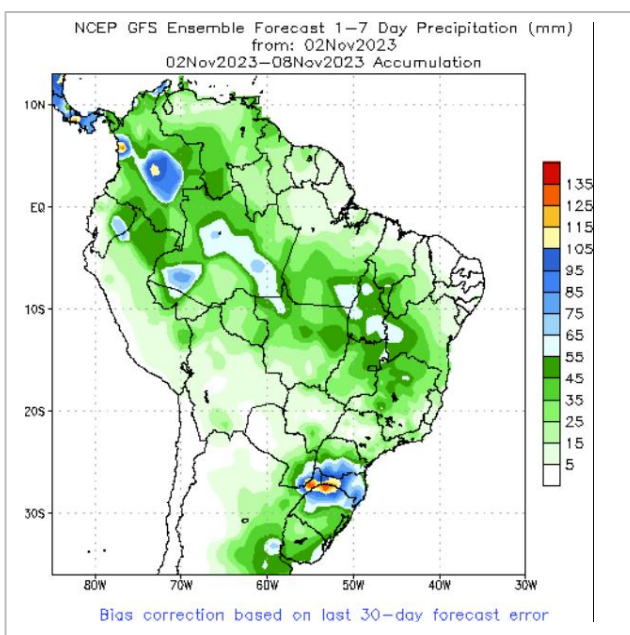 NCEP GFS Ensemble Forecast 1-7 Day Precipitation (mm)
from: 02Nov2023
02Nov2023-08Nov2023 Accumulation
10N
EQ
10S
20S
30S
80W
70W
60W
50W
40W
30W
135
125
115
105
95
85
75
65
55
45
35
25
15
5
Bias correction based on last 30-day forecast error